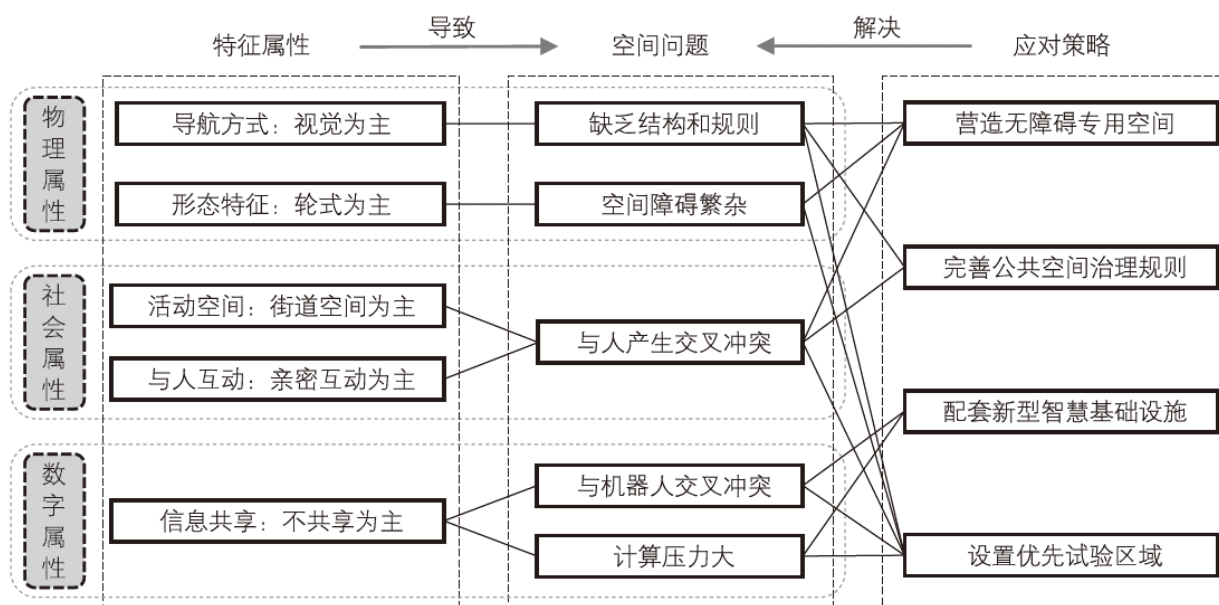 特征属性
导致
空间问题
解决
应对策略
物理属性
导航方式：视觉为主
缺乏结构和规则
营造无障碍专用空间
形态特征：轮式为主
空间障碍繁杂
完善公共空间治理规则
社会属性
活动空间：街道空间为主
与人产生交叉冲突
与人互动：亲密互动为主
配套新型智慧基础设施
数字属性
与机器人交叉冲突
信息共享：不共享为主
计算压力大
设置优先试验区域